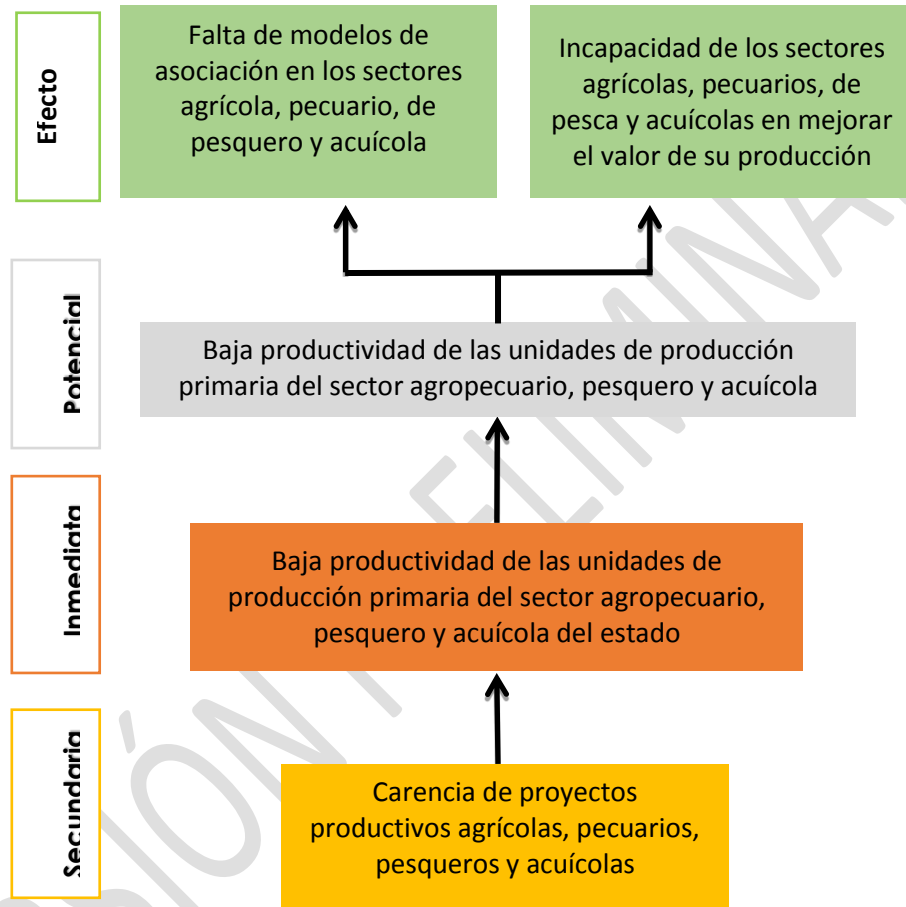 Efecto
Falta de modelos de
asociación en los sectores
agrícola, pecuario, de
pesquero y acuícola
Incapacidad de los sectores
agrícolas, pecuarios, de
pesca y acuícolas en mejorar
el valor de su producción
Potencial
Baja productividad de las unidades de producción
primaria del sector agropecuario, pesquero y acuícola
Inmediata
Baja productividad de las unidades de
producción primaria del sector agropecuario,
pesquero y acuícola del estado
Secundaria
Carencia de proyectos
productivos agrícolas, pecuarios,
pesqueros y acuícolas